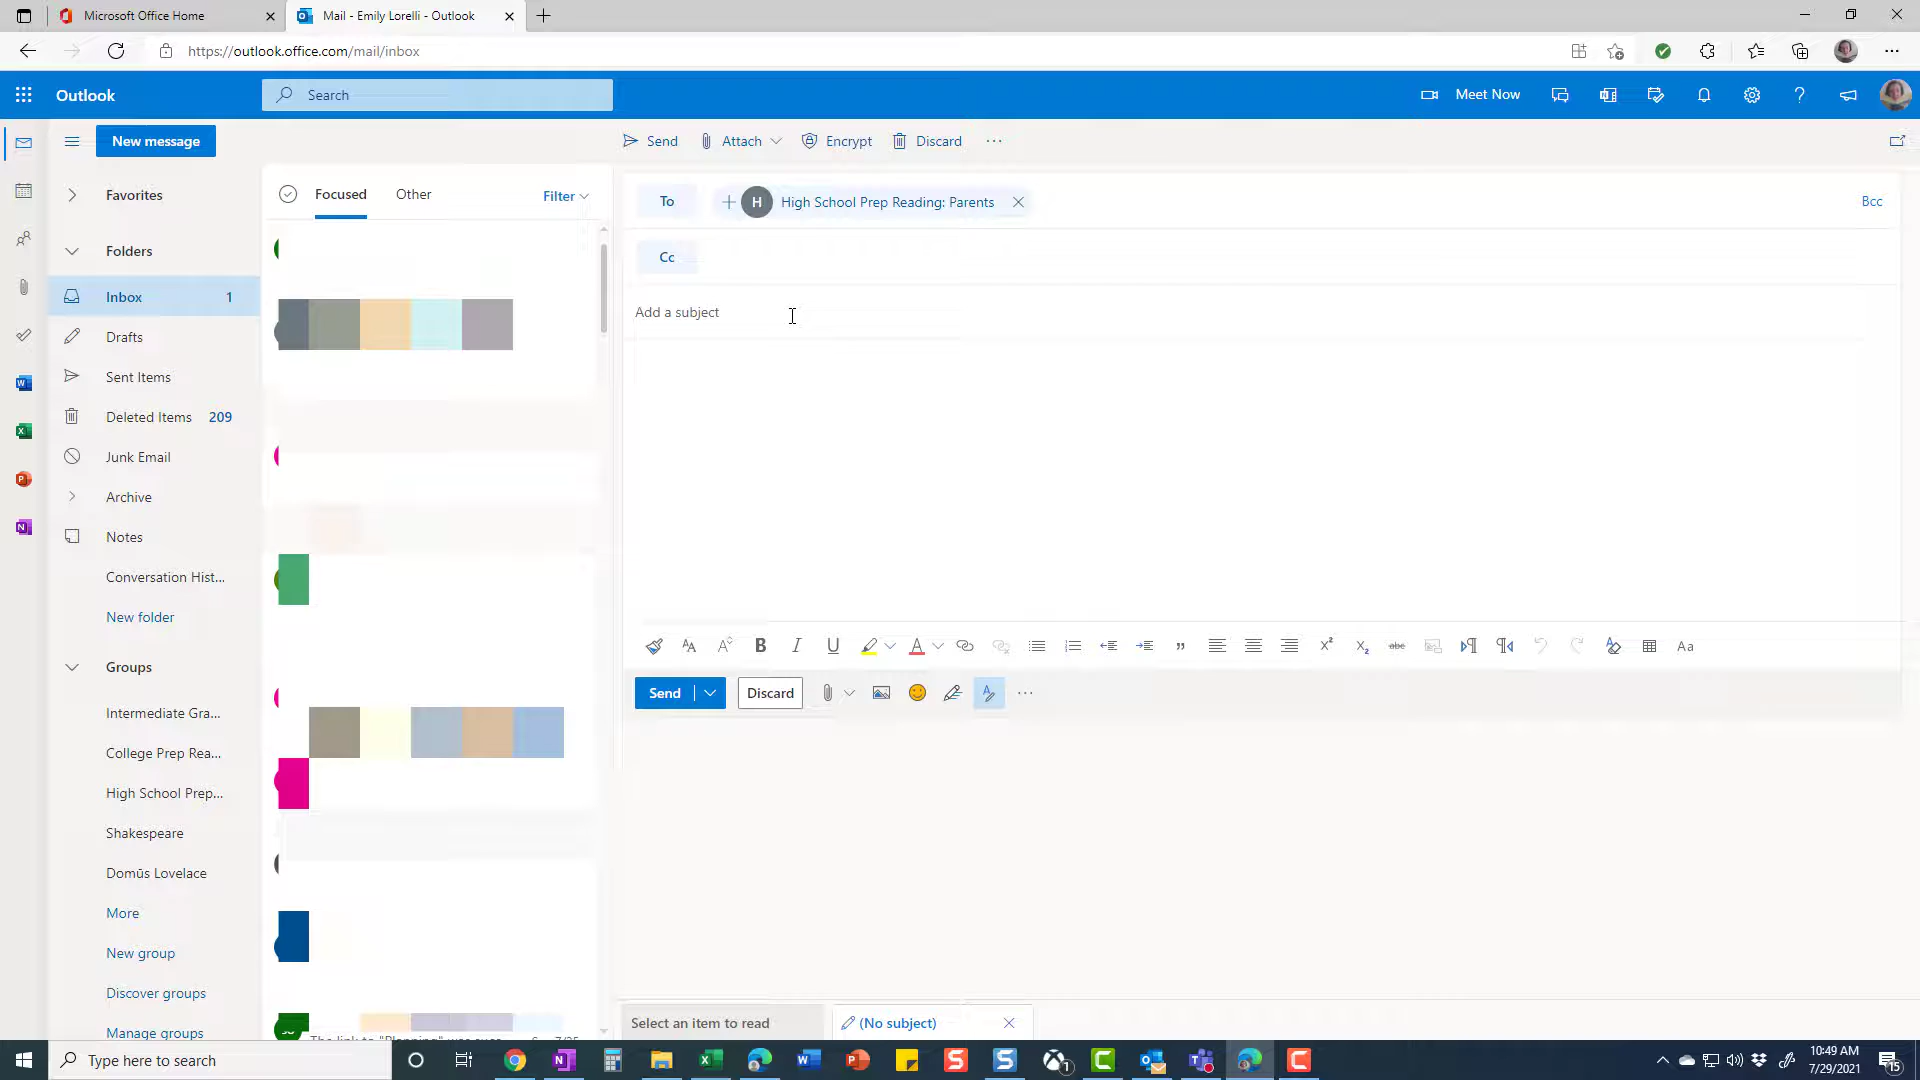 Microsoft Office Home
Mail - Emily Lorelli - Outlook
https://outlook.office.com/mail/inbox
Outlook
Search
Meet Now
New message
Send
Attach
Encrypt
Discard
Favorites
Focused
Other
Filter
To
H
High School Prep Reading: Parents
Bcc
Folders
Cc
Inbox 1
Add a subject
Drafts
Sent Items
Deleted Items 209
Junk Email
Archive
Notes
Conversation Hist...
New folder
Groups
Send
Discard
Intermediate Gra...
College Prep Rea...
High School Prep...
Shakespeare
Domūs Lovelace
More
New group
Discover groups
Manage groups
Select an item to read
(No subject)
Type here to search
10:49 AM
7/29/2021
15